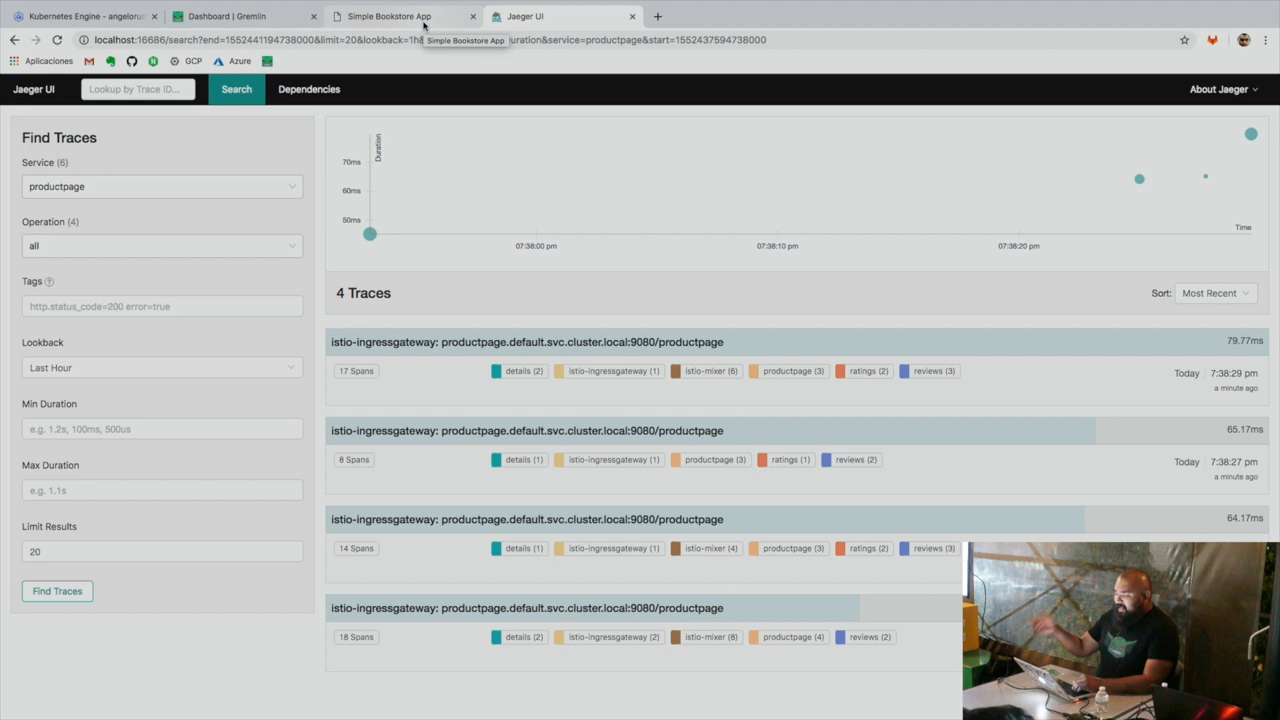 Kubernetes Engine - angelorus
Dashboard | Gremlin
Simple Bookstore App
Jaeger UI
localhost:16686/search?end=1552441194738000&limit=20&lookback=1h& uration&service=productpage&start=1552437594738000
Simple Bookstore App
Aplicaciones
GCP
Azure
Jaeger UI
Lookup by Trace ID...
Search
Dependencies
About Jaeger
Find Traces
Service (6)
productpage
Operation (4)
all
Tags
http.status_code=200 error=true
Lookback
Last Hour
Min Duration
e.g. 1.2s, 100ms, 500us
Max Duration
e.g. 1.1s
Limit Results
20
Find Traces
Duration
70ms
60ms
50ms
Time
07:38:00 pm
07:38:10 pm
07:38:20 pm
4 Traces
Sort: Most Recent
istio-ingressgateway: productpage.default.svc.cluster.local:9080/productpage
79.77ms
17 Spans
details (2)
istio-ingressgateway (1)
istio-mixer (6)
productpage (3)
ratings (2)
reviews (3)
Today
7:38:29 pm
a minute ago
istio-ingressgateway: productpage.default.svc.cluster.local:9080/productpage
65.17ms
8 Spans
details (1)
istio-ingressgateway (1)
productpage (3)
ratings (1)
reviews (2)
Today
7:38:27 pm
a minute ago
istio-ingressgateway: productpage.default.svc.cluster.local:9080/productpage
64.17ms
14 Spans
details (1)
istio-ingressgateway (1)
istio-mixer (4)
productpage (3)
ratings (2)
reviews (3)
istio-ingressgateway: productpage.default.svc.cluster.local:9080/productpage
18 Spans
details (2)
istio-ingressgateway (2)
istio-mixer (8)
productpage (4)
reviews (2)